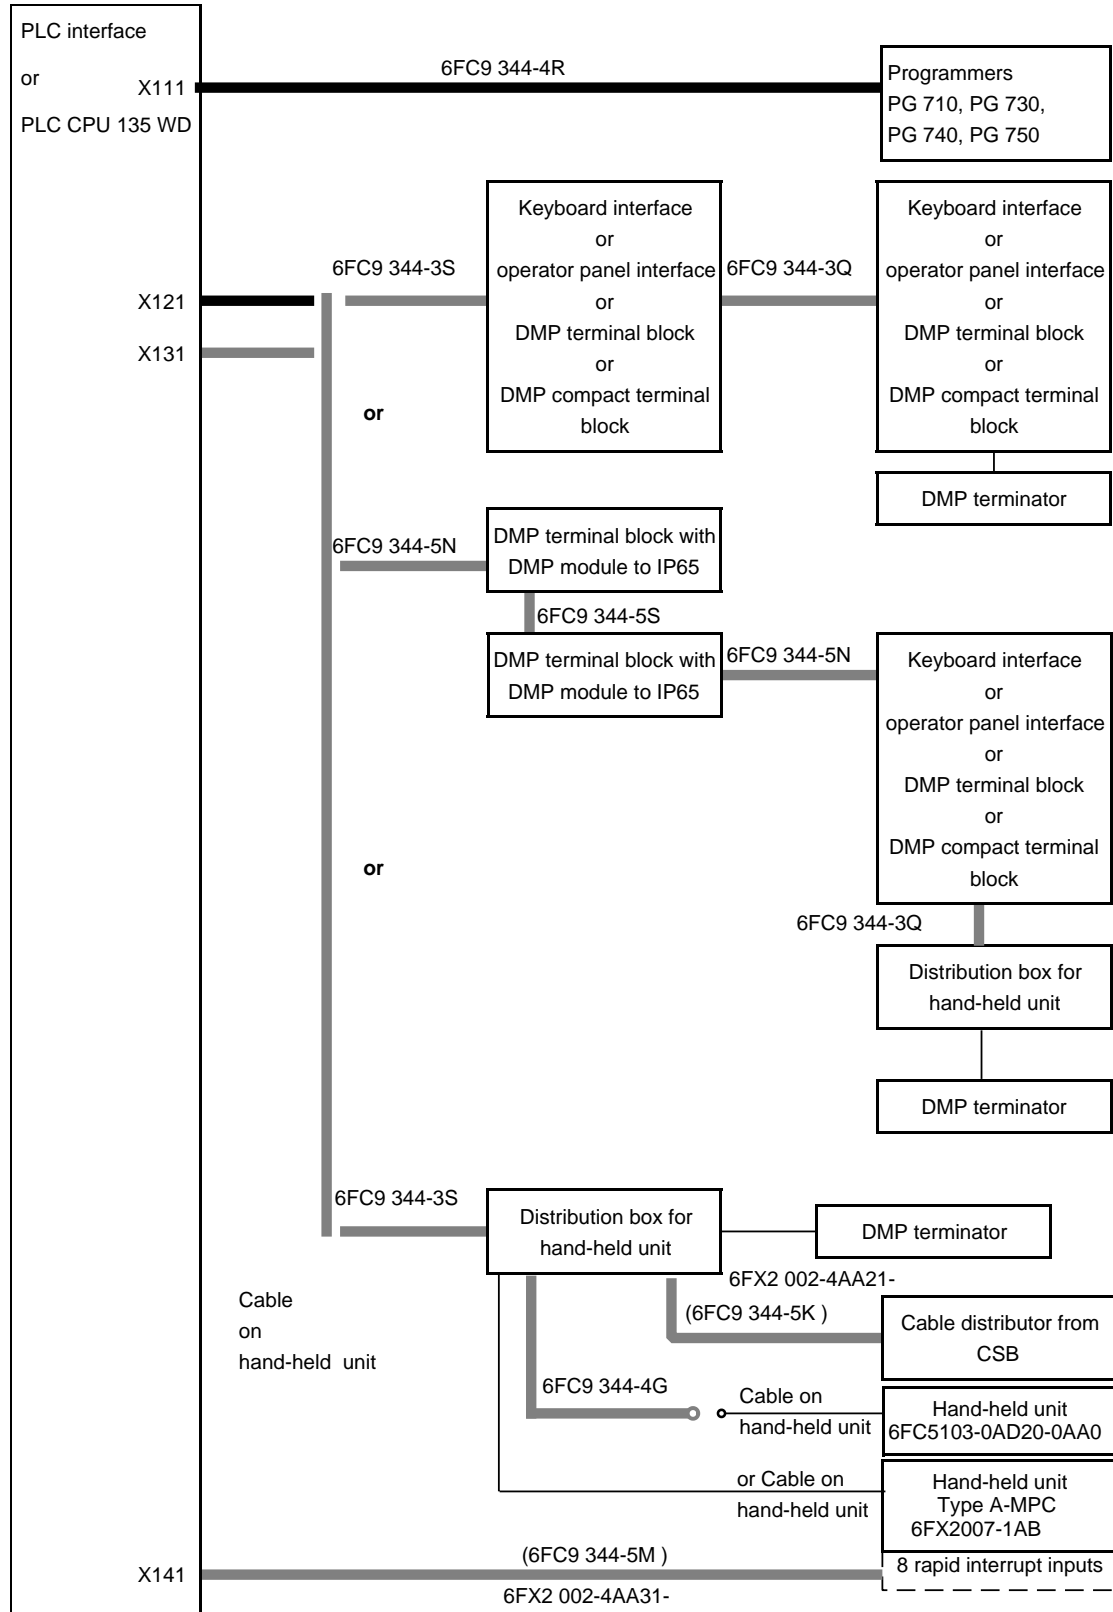 PLC interface
or
X111
PLC CPU 135 WD
6FC9 344-4R
Programmers
PG 710, PG 730,
PG 740, PG 750
X121
X131
6FC9 344-3S
Keyboard interface
or
operator panel interface
or
DMP terminal block
or
DMP compact terminal
block
6FC9 344-3Q
Keyboard interface
or
operator panel interface
or
DMP terminal block
or
DMP compact terminal
block
DMP terminator
or
6FC9 344-5N
DMP terminal block with
DMP module to IP65
6FC9 344-5S
DMP terminal block with
DMP module to IP65
6FC9 344-5N
Keyboard interface
or
operator panel interface
or
DMP terminal block
or
DMP compact terminal
block
6FC9 344-3Q
Distribution box for
hand-held unit
DMP terminator
or
6FC9 344-3S
Distribution box for
hand-held unit
DMP terminator
6FX2 002-4AA21-
(6FC9 344-5K )
Cable distributor from
CSB
Cable
on
hand-held unit
6FC9 344-4G
Cable on
hand-held unit
Hand-held unit
6FC5103-0AD20-0AA0
or Cable on
hand-held unit
Hand-held unit
Type A-MPC
6FX2007-1AB
X141
(6FC9 344-5M )
6FX2 002-4AA31-
8 rapid interrupt inputs